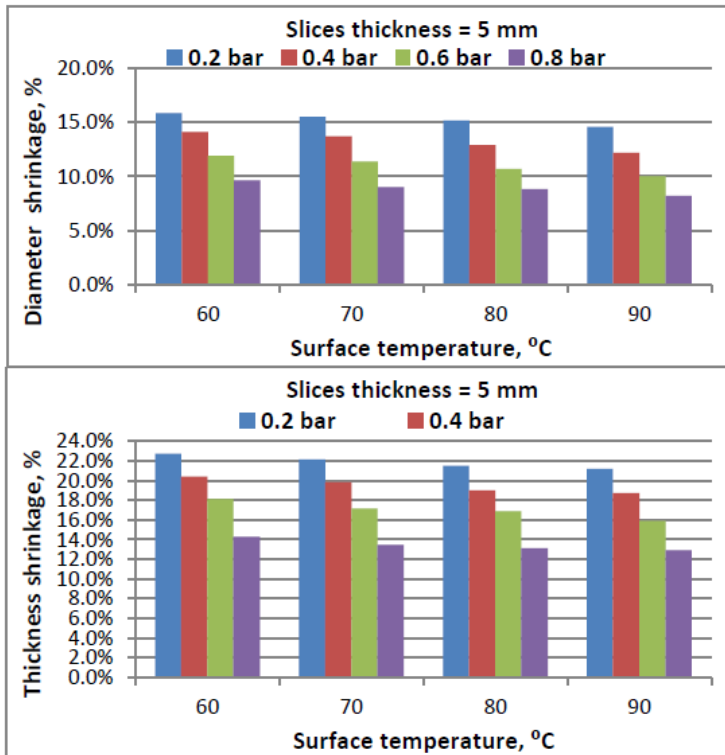 Slices thickness = 5 mm
0.2 bar 0.4 bar 0.6 bar 0.8 bar
Diameter shrinkage, %
20.0%
15.0%
10.0%
5.0%
0.0%
60 70 80 90
Surface temperature, ⁰C
Slices thickness = 5 mm
0.2 bar 0.4 bar
Thickness shrinkage, %
24.0%
22.0%
20.0%
18.0%
16.0%
14.0%
12.0%
10.0%
8.0%
6.0%
4.0%
2.0%
0.0%
60 70 80 90
Surface temperature, ⁰C